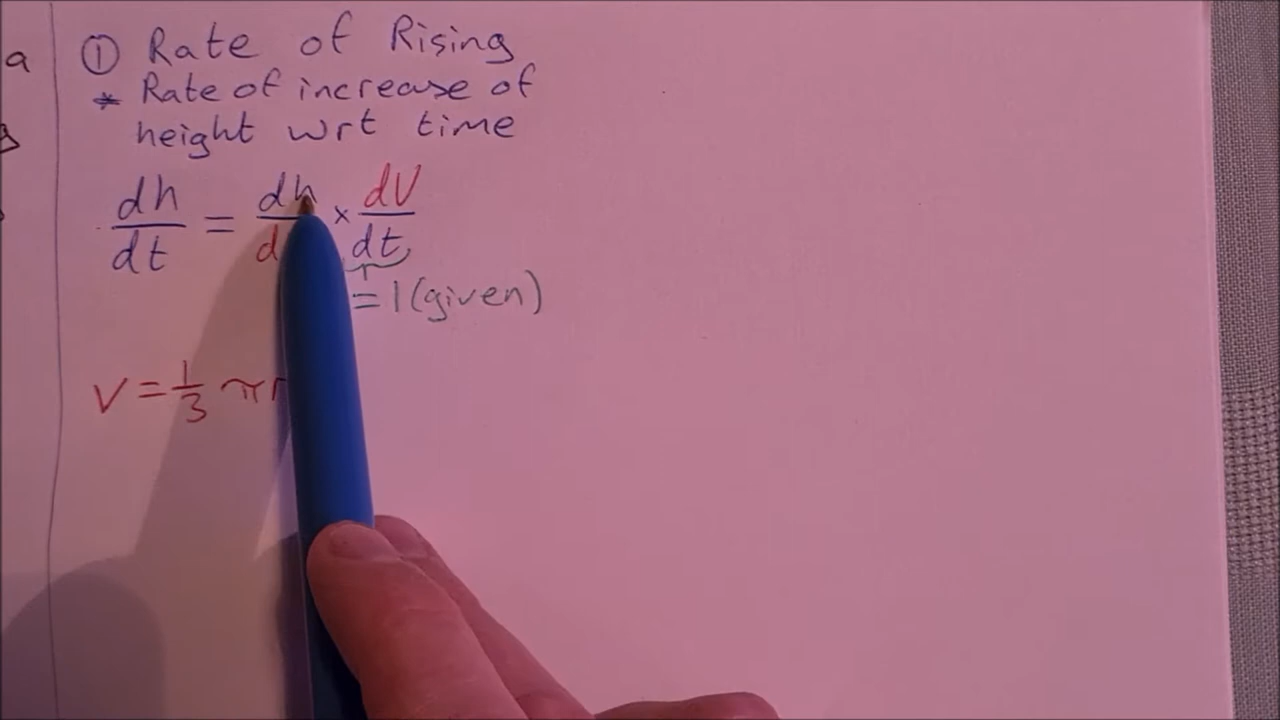 a
① Rate of Rising
* Rate of increase of
height wrt time
dh/dt = dh/d × dV/dt
= 1 (given)
V = 1/3 π r